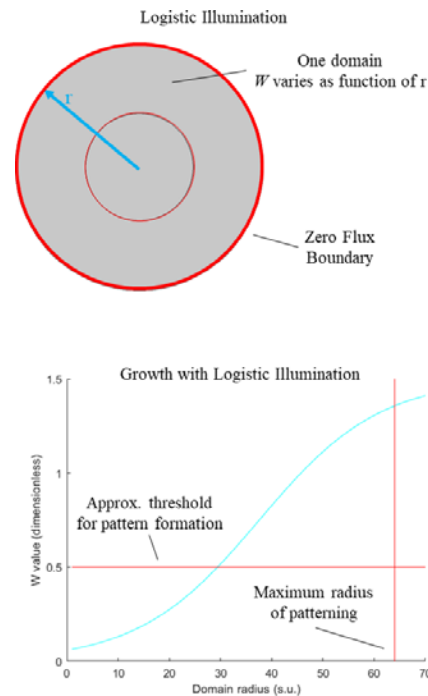 Logistic Illumination
One domain
W varies as function of r
r
Zero Flux
Boundary
Growth with Logistic Illumination
1.5
1
0.5
0
W value (dimensionless)
Approx. threshold
for pattern formation
Maximum radius
of patterning
0 10 20 30 40 50 60 70
Domain radius (s.u.)